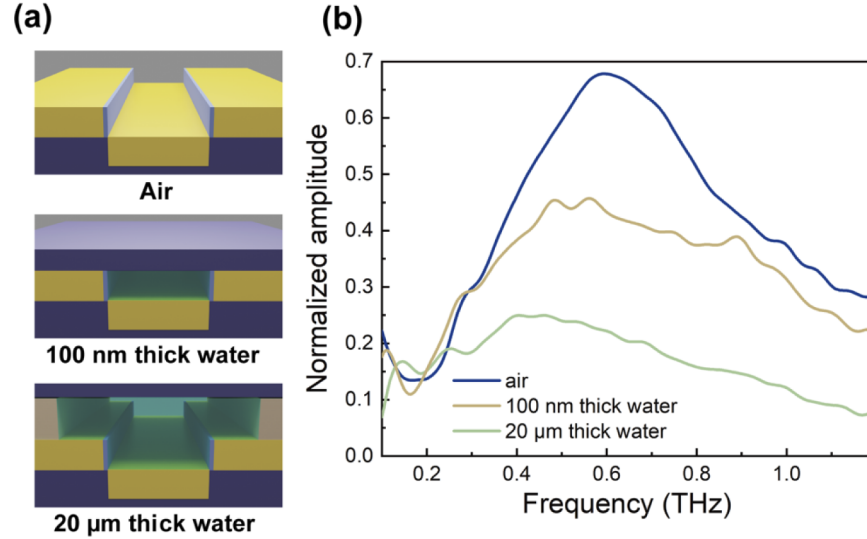 (a)
Air
100 nm thick water
20 μm thick water
(b)
Normalized amplitude
0.7
0.6
0.5
0.4
0.3
0.2
0.1
0.0
air
100 nm thick water
20 μm thick water
0.2 0.4 0.6 0.8 1.0
Frequency (THz)